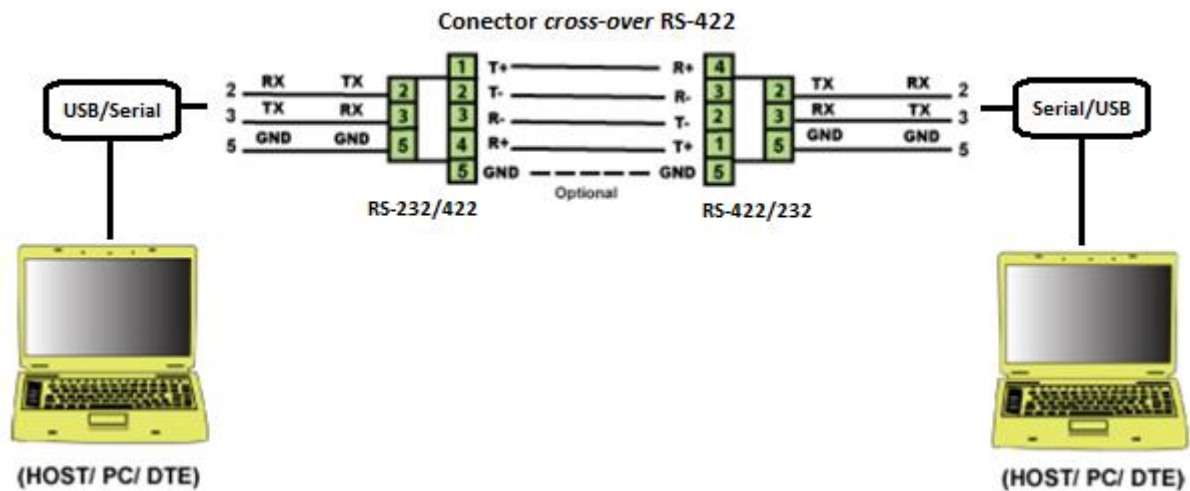 Conector cross-over RS-422
USB/Serial
2 RX TX 2
3 TX RX 3
5 GND GND 5
1 T+ R+ 4
2 T- R- 3
3 R- T- 2
4 R+ T+ 1
5 GND GND 5
Optional
2 TX RX 2
3 RX TX 3
5 GND GND 5
Serial/USB
RS-232/422
RS-422/232
(HOST/ PC/ DTE)
(HOST/ PC/ DTE)